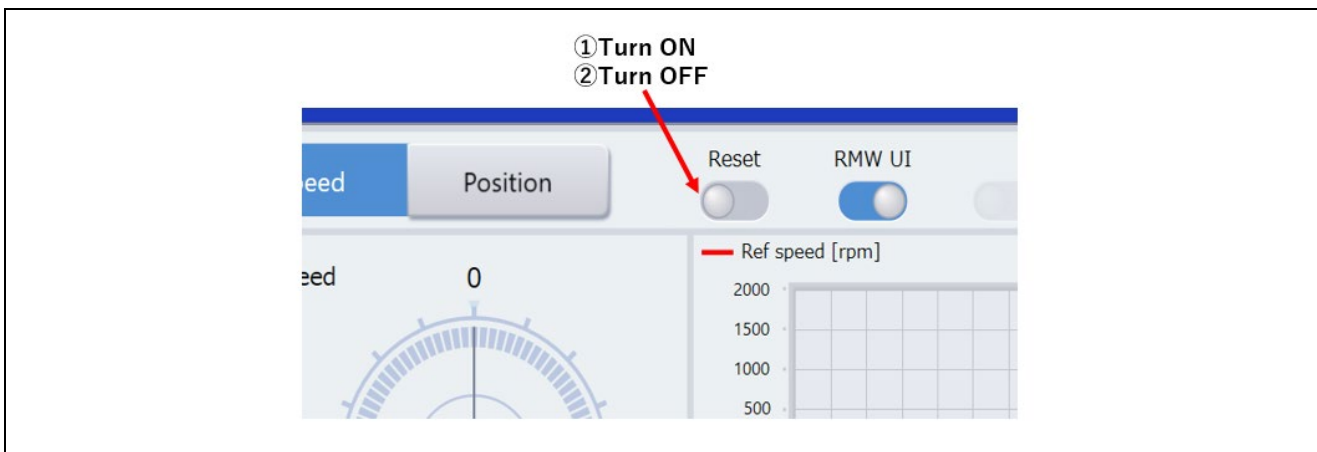 ①Turn ON
②Turn OFF
Reset RMW UI
eed Position
Ref speed [rpm]
eed 0
2000
1500
1000
500